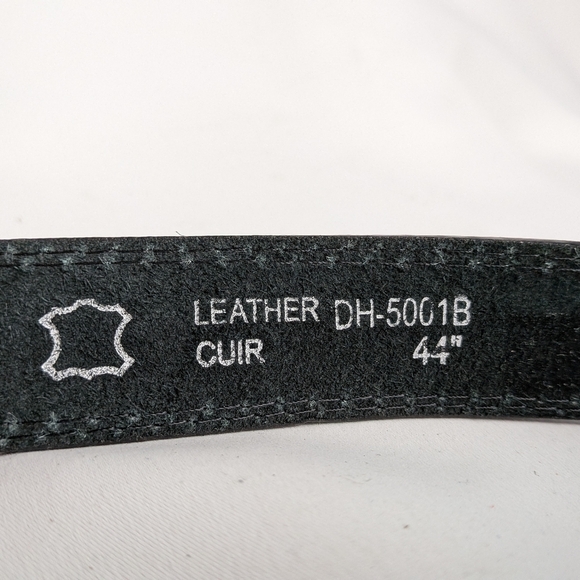 LEATHER DH-5001B
CUIR 44"